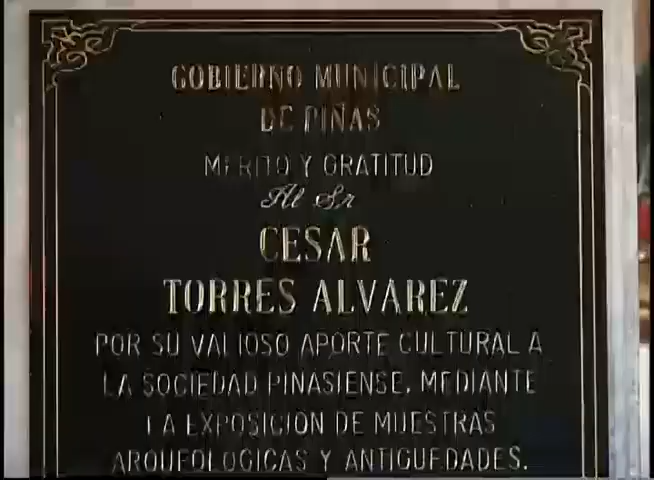 GOBIERNO MUNICIPAL
DE PIÑAS
MERITO Y GRATITUD
Al Sr
CESAR
TORRES ALVAREZ
POR SU VALIOSO APORTE CULTURAL A
LA SOCIEDAD PIÑASIENSE, MEDIANTE
LA EXPOSICION DE MUESTRAS
ARQUEOLOGICAS Y ANTIGUEDADES.